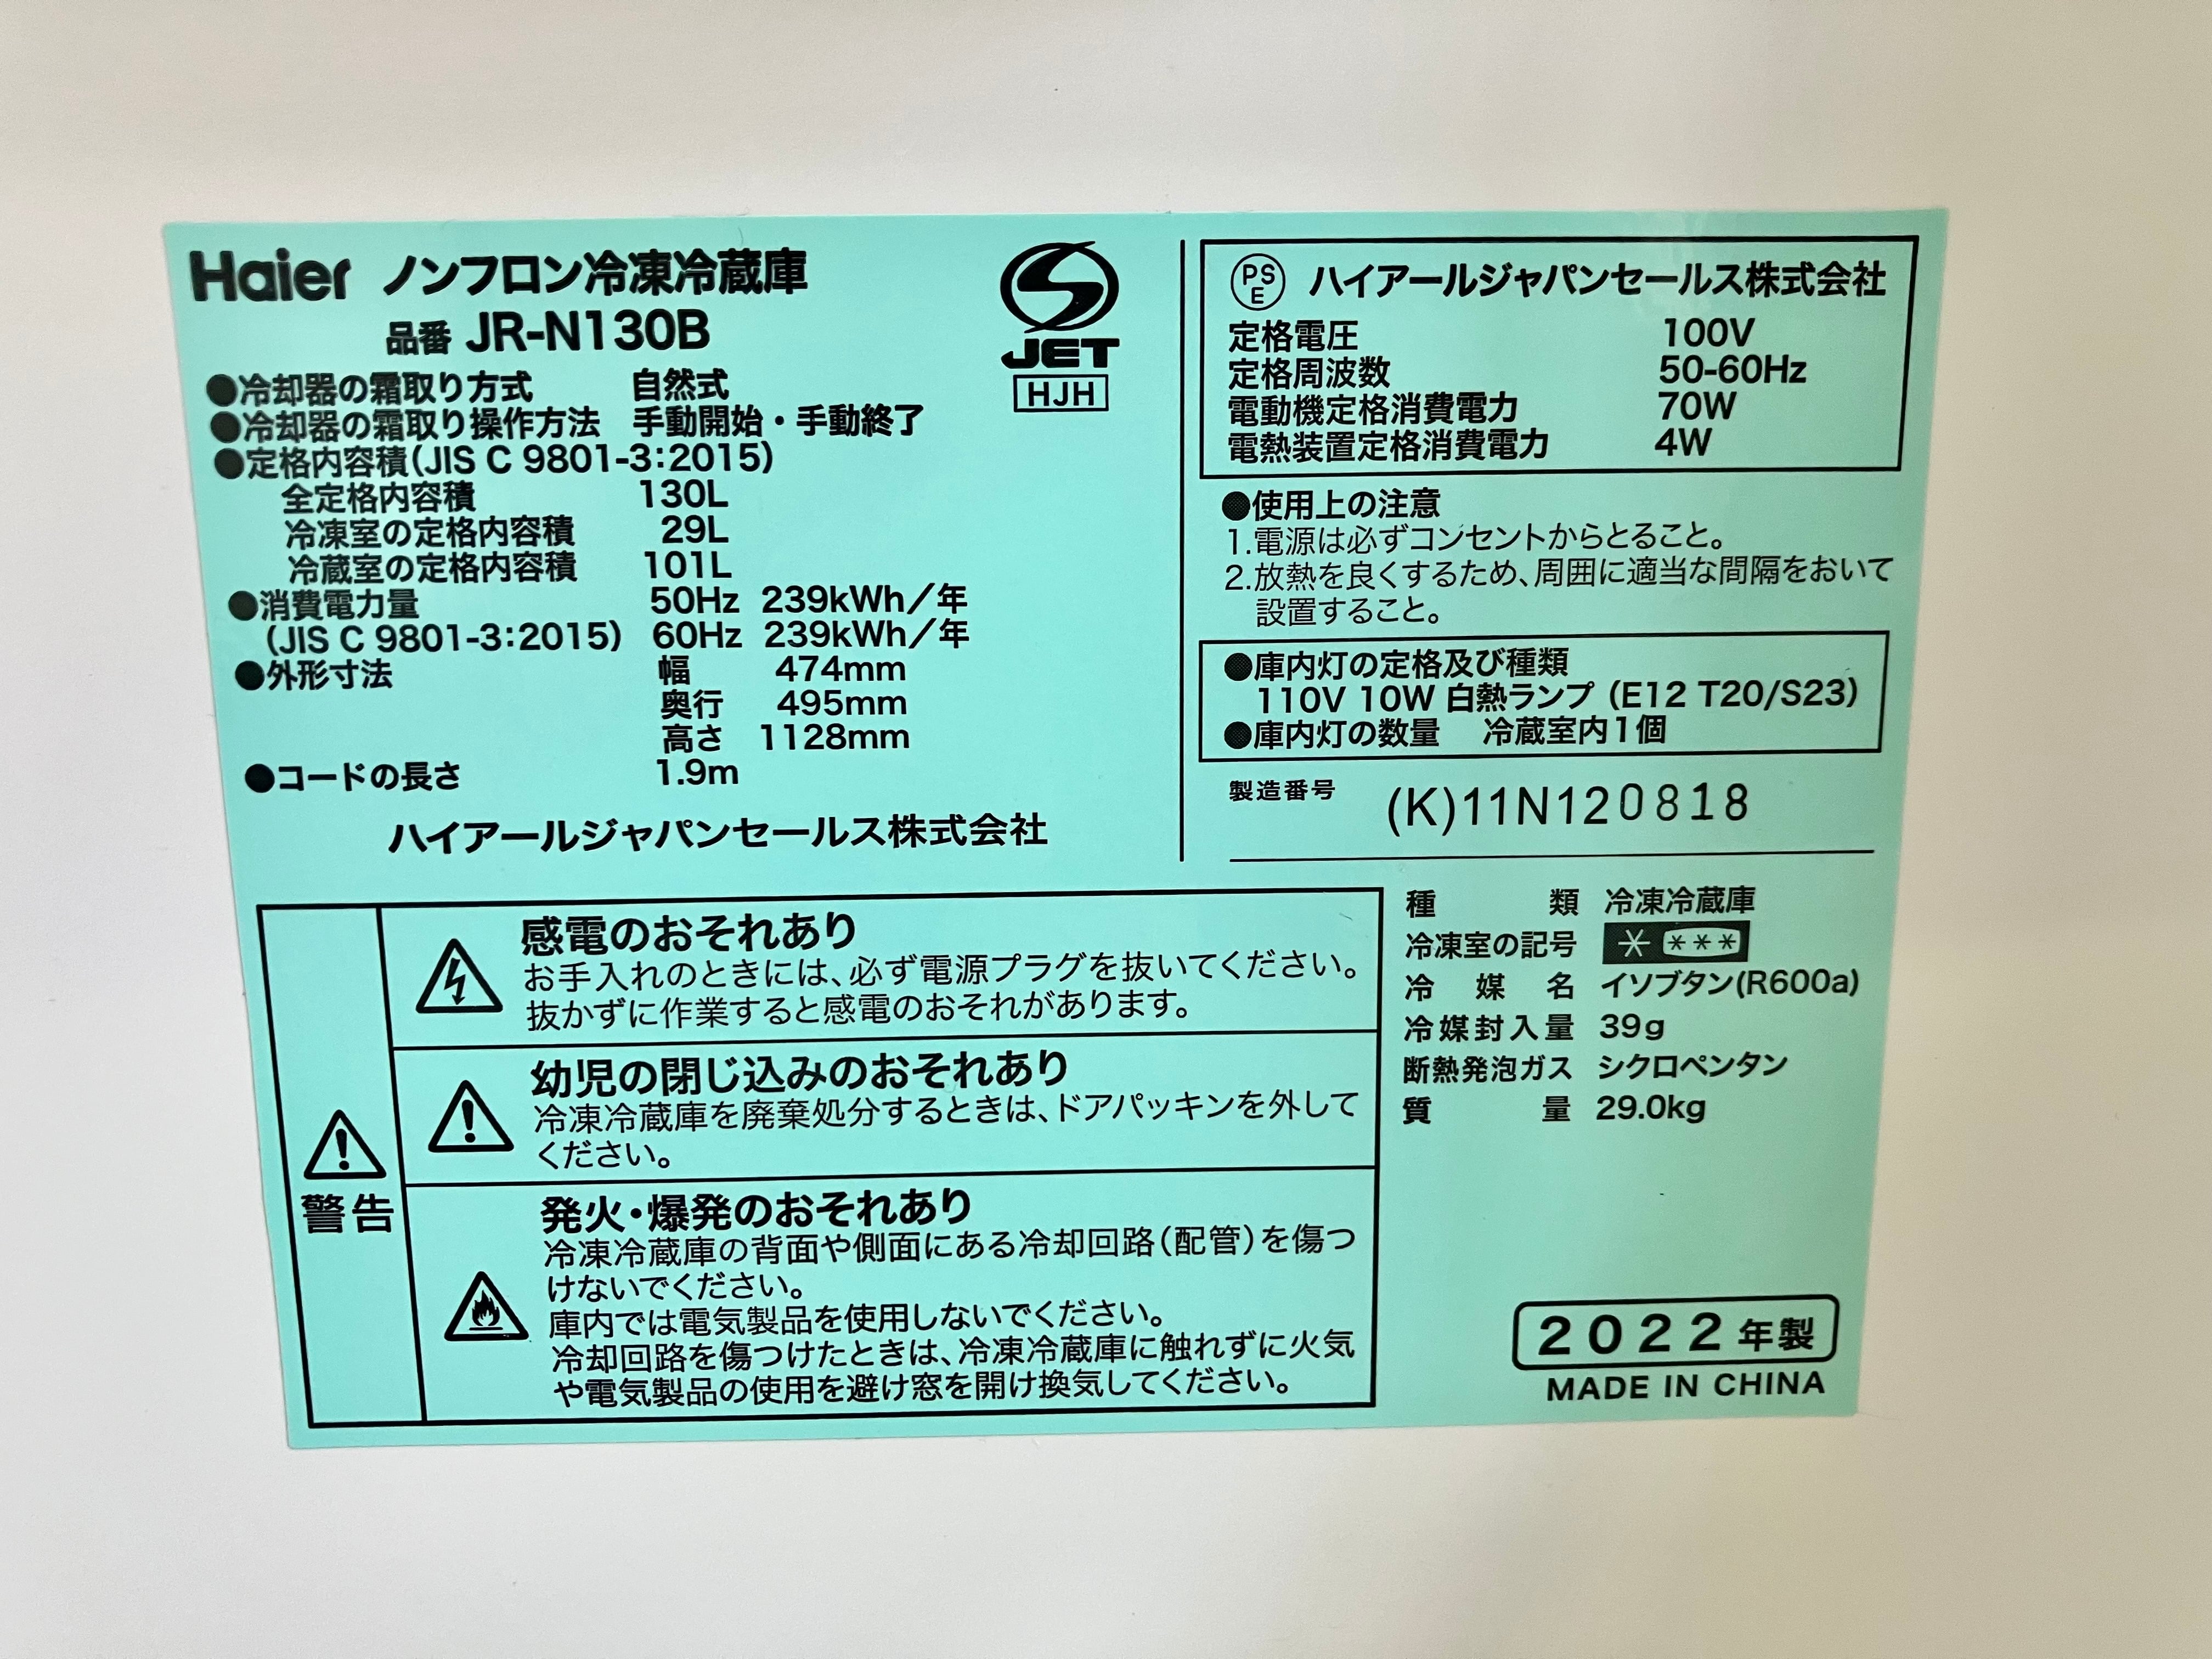 Haier ノンフロン冷凍冷蔵庫
品番 JR-N130B
●冷却器の霜取り方式 自然式
●冷却器の霜取り操作方法 手動開始・手動終了
●定格内容積(JIS C 9801-3:2015)
全定格内容積 130L
冷凍室の定格内容積 29L
冷蔵室の定格内容積 101L
●消費電力量 50Hz 239kWh/年
(JIS C 9801-3:2015) 60Hz 239kWh/年
●外形寸法 幅 474mm
奥行 495mm
高さ 1128mm
●コードの長さ 1.9m
ハイアールジャパンセールス株式会社
JET
HJH
PSE ハイアールジャパンセールス株式会社
定格電圧 100V
定格周波数 50-60Hz
電動機定格消費電力 70W
電熱装置定格消費電力 4W
●使用上の注意
1.電源は必ずコンセントからとること。
2.放熱を良くするため、周囲に適当な間隔をおいて
設置すること。
●庫内灯の定格及び種類
110V 10W 白熱ランプ (E12 T20/S23)
●庫内灯の数量 冷蔵室内1個
製造番号 (K)11N120818
警告
感電のおそれあり
お手入れのときには、必ず電源プラグを抜いてください。
抜かずに作業すると感電のおそれがあります。
幼児の閉じ込みのおそれあり
冷凍冷蔵庫を廃棄処分するときは、ドアパッキンを外して
ください。
発火・爆発のおそれあり
冷凍冷蔵庫の背面や側面にある冷却回路(配管)を傷つ
けないでください。
庫内では電気製品を使用しないでください。
冷却回路を傷つけたときは、冷凍冷蔵庫に触れずに火気
や電気製品の使用を避け窓を開け換気してください。
種類 冷凍冷蔵庫
冷凍室の記号 * ***
冷媒名 イソブタン(R600a)
冷媒封入量 39g
断熱発泡ガス シクロペンタン
質量 29.0kg
2022年製
MADE IN CHINA